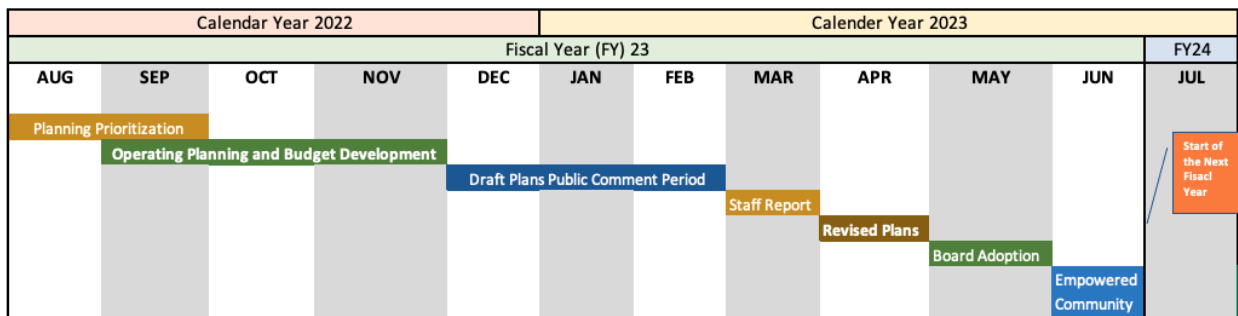 Calendar Year 2022
Calender Year 2023
Fiscal Year (FY) 23
FY24
AUG
SEP
OCT
NOV
DEC
JAN
FEB
MAR
APR
MAY
JUN
JUL
Planning Prioritization
Operating Planning and Budget Development
Draft Plans Public Comment Period
Staff Report
Revised Plans
Board Adoption
Empowered
Community
Start of
the Next
Fisacl
Year